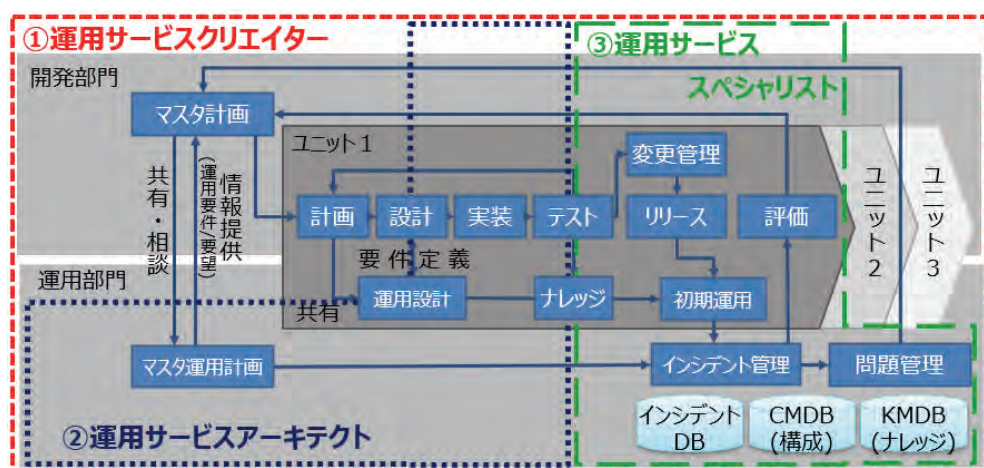 ①運用サービスクリエイター
③運用サービス
スペシャリスト
開発部門
マスタ計画
ユニット1
変更管理
計画
設計
実装
テスト
リリース
評価
ユニット2
ユニット3
共有・相談
情報提供
(運用要件/要望)
要件定義
運用部門
運用設計
ナレッジ
初期運用
共有
マスタ運用計画
インシデント管理
問題管理
②運用サービスアーキテクト
インシデント
DB
CMDB
(構成)
KMDB
(ナレッジ)